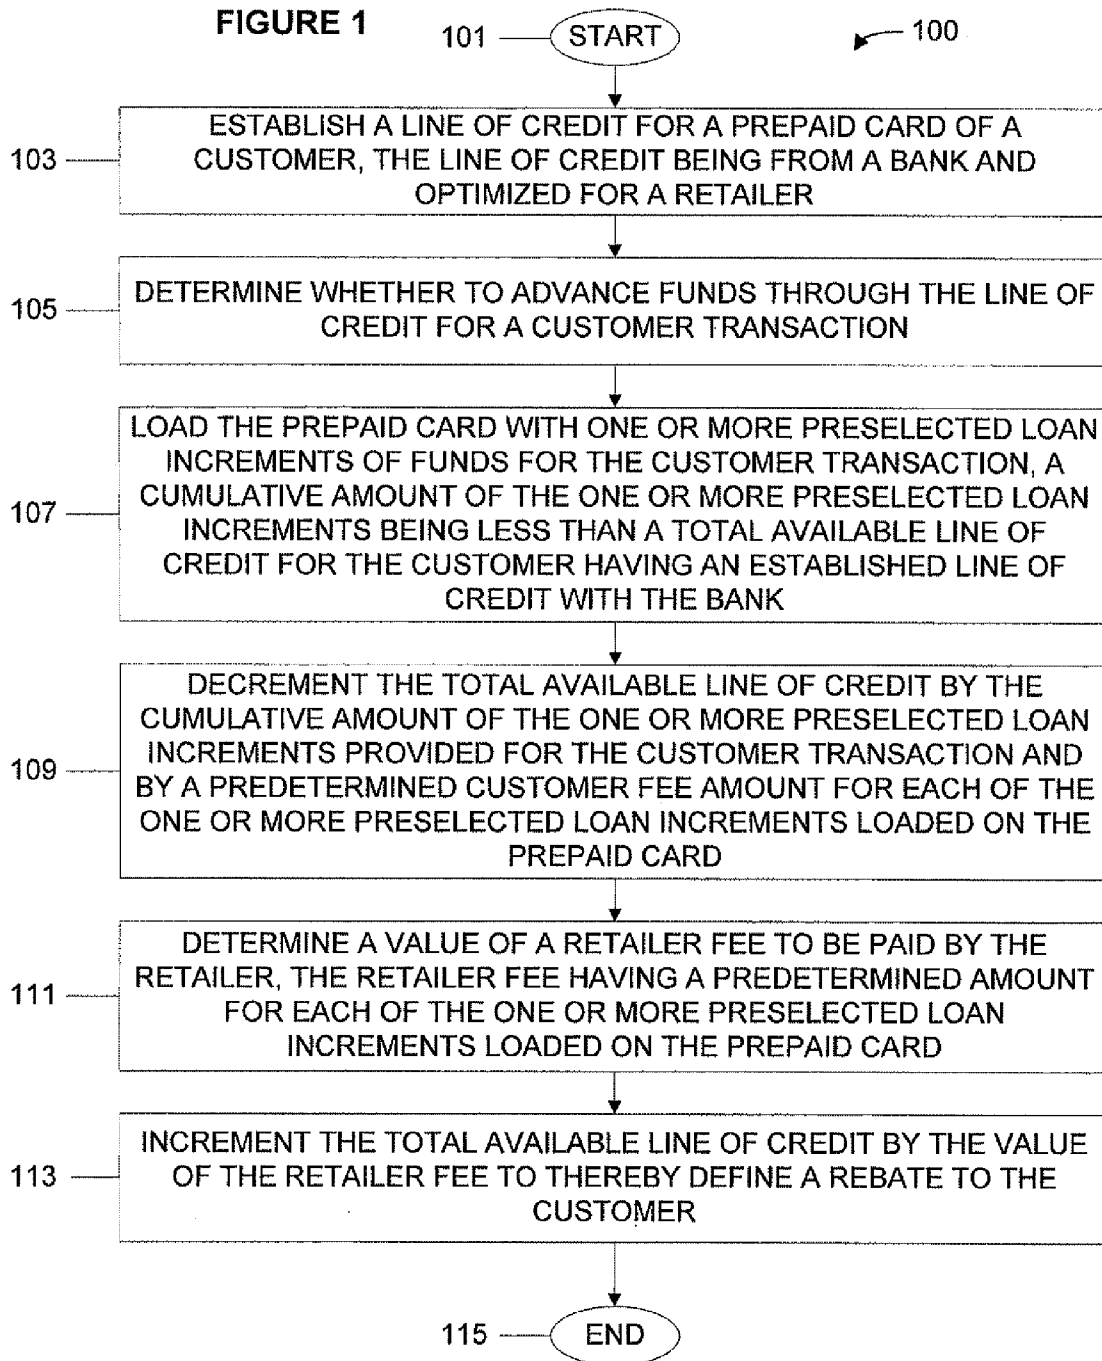 FIGURE 1
101
START
100
103
ESTABLISH A LINE OF CREDIT FOR A PREPAID CARD OF A
CUSTOMER, THE LINE OF CREDIT BEING FROM A BANK AND
OPTIMIZED FOR A RETAILER
105
DETERMINE WHETHER TO ADVANCE FUNDS THROUGH THE LINE OF
CREDIT FOR A CUSTOMER TRANSACTION
107
LOAD THE PREPAID CARD WITH ONE OR MORE PRESELECTED LOAN
INCREMENTS OF FUNDS FOR THE CUSTOMER TRANSACTION, A
CUMULATIVE AMOUNT OF THE ONE OR MORE PRESELECTED LOAN
INCREMENTS BEING LESS THAN A TOTAL AVAILABLE LINE OF
CREDIT FOR THE CUSTOMER HAVING AN ESTABLISHED LINE OF
CREDIT WITH THE BANK
109
DECREMENT THE TOTAL AVAILABLE LINE OF CREDIT BY THE
CUMULATIVE AMOUNT OF THE ONE OR MORE PRESELECTED LOAN
INCREMENTS PROVIDED FOR THE CUSTOMER TRANSACTION AND
BY A PREDETERMINED CUSTOMER FEE AMOUNT FOR EACH OF THE
ONE OR MORE PRESELECTED LOAN INCREMENTS LOADED ON THE
PREPAID CARD
111
DETERMINE A VALUE OF A RETAILER FEE TO BE PAID BY THE
RETAILER, THE RETAILER FEE HAVING A PREDETERMINED AMOUNT
FOR EACH OF THE ONE OR MORE PRESELECTED LOAN
INCREMENTS LOADED ON THE PREPAID CARD
113
INCREMENT THE TOTAL AVAILABLE LINE OF CREDIT BY THE VALUE
OF THE RETAILER FEE TO THEREBY DEFINE A REBATE TO THE
CUSTOMER
115
END